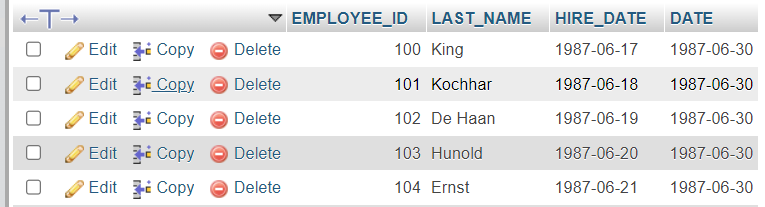 EMPLOYEE_ID LAST_NAME HIRE_DATE DATE
Edit Copy Delete 100 King 1987-06-17 1987-06-30
Edit Copy Delete 101 Kochhar 1987-06-18 1987-06-30
Edit Copy Delete 102 De Haan 1987-06-19 1987-06-30
Edit Copy Delete 103 Hunold 1987-06-20 1987-06-30
Edit Copy Delete 104 Ernst 1987-06-21 1987-06-30